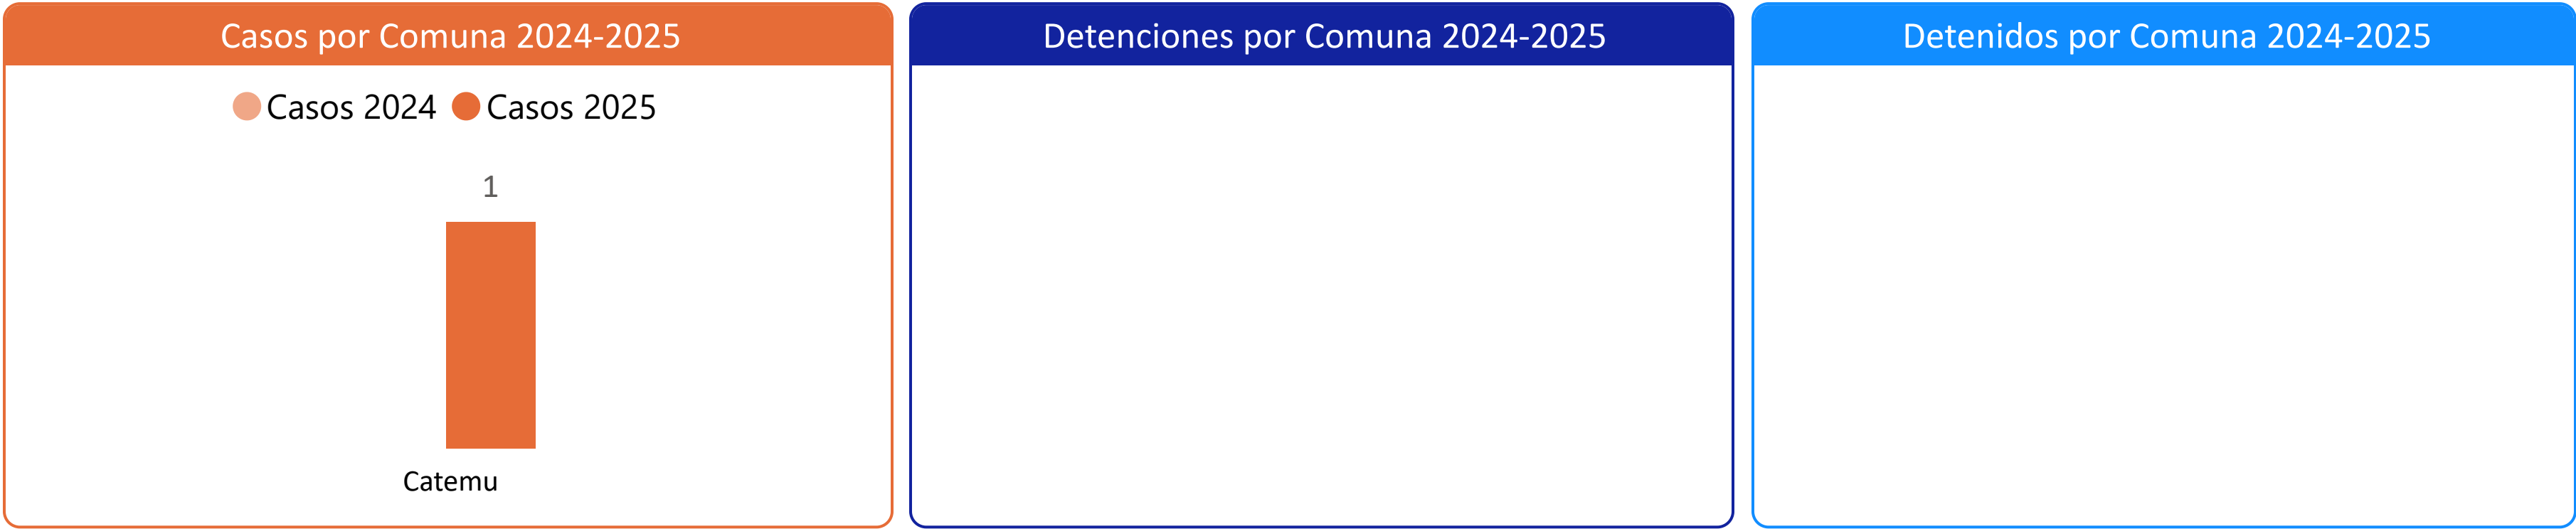 Casos por Comuna 2024-2025
Casos 2024 Casos 2025
1
Catemu
Detenciones por Comuna 2024-2025
Detenidos por Comuna 2024-2025